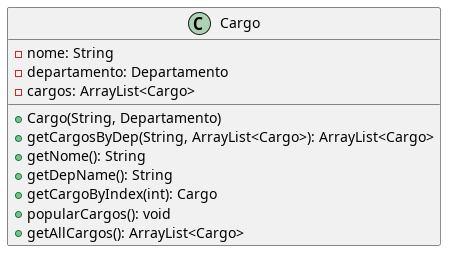 C Cargo
nome: String
departamento: Departamento
cargos: ArrayList<Cargo>
Cargo(String, Departamento)
getCargosByDep(String, ArrayList<Cargo>): ArrayList<Cargo>
getNome(): String
getDepName(): String
getCargoByIndex(int): Cargo
popularCargos(): void
getAllCargos(): ArrayList<Cargo>